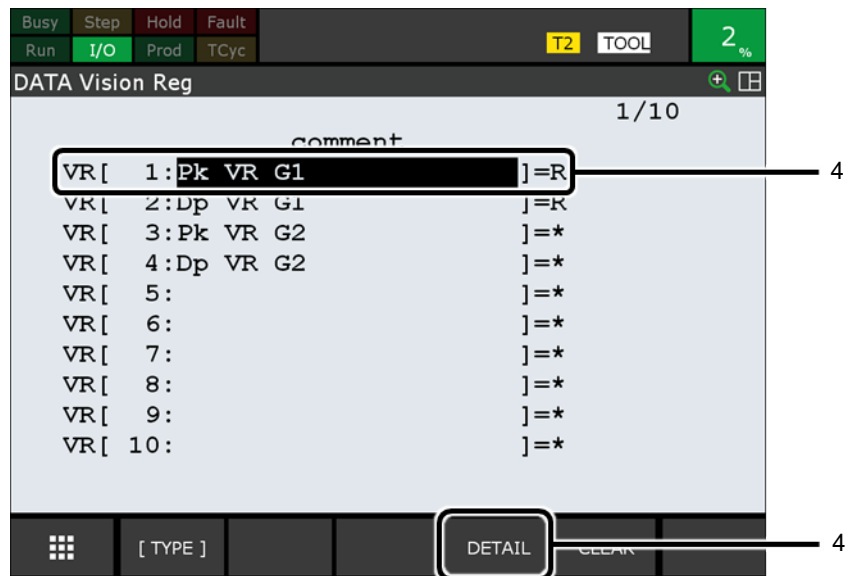 Busy Step Hold Fault
Run I/O Prod TCyc T2 TOOL 2%
DATA Vision Reg
1/10
comment
VR[ 1:Pk VR G1 ]=R 4
VR[ 2:Dp VR G1 ]=R
VR[ 3:Pk VR G2 ]=*
VR[ 4:Dp VR G2 ]=*
VR[ 5: ]=*
VR[ 6: ]=*
VR[ 7: ]=*
VR[ 8: ]=*
VR[ 9: ]=*
VR[ 10: ]=*
[ TYPE ] DETAIL CLEAR 4